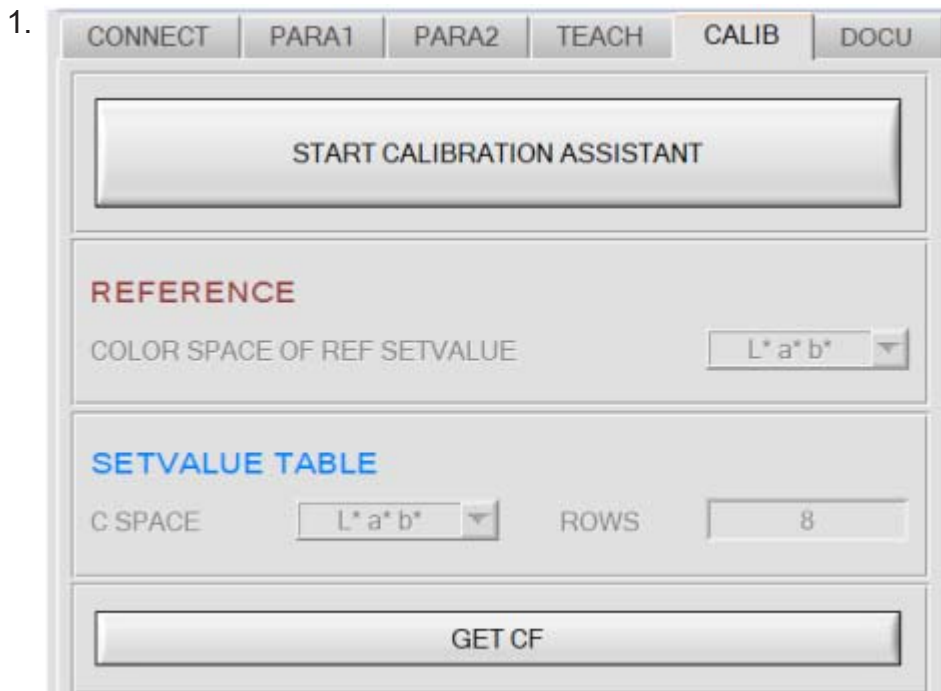 1.
CONNECT PARA1 PARA2 TEACH CALIB DOCU
START CALIBRATION ASSISTANT
REFERENCE
COLOR SPACE OF REF SETVALUE L* a* b*
SETVALUE TABLE
C SPACE L* a* b* ROWS 8
GET CF